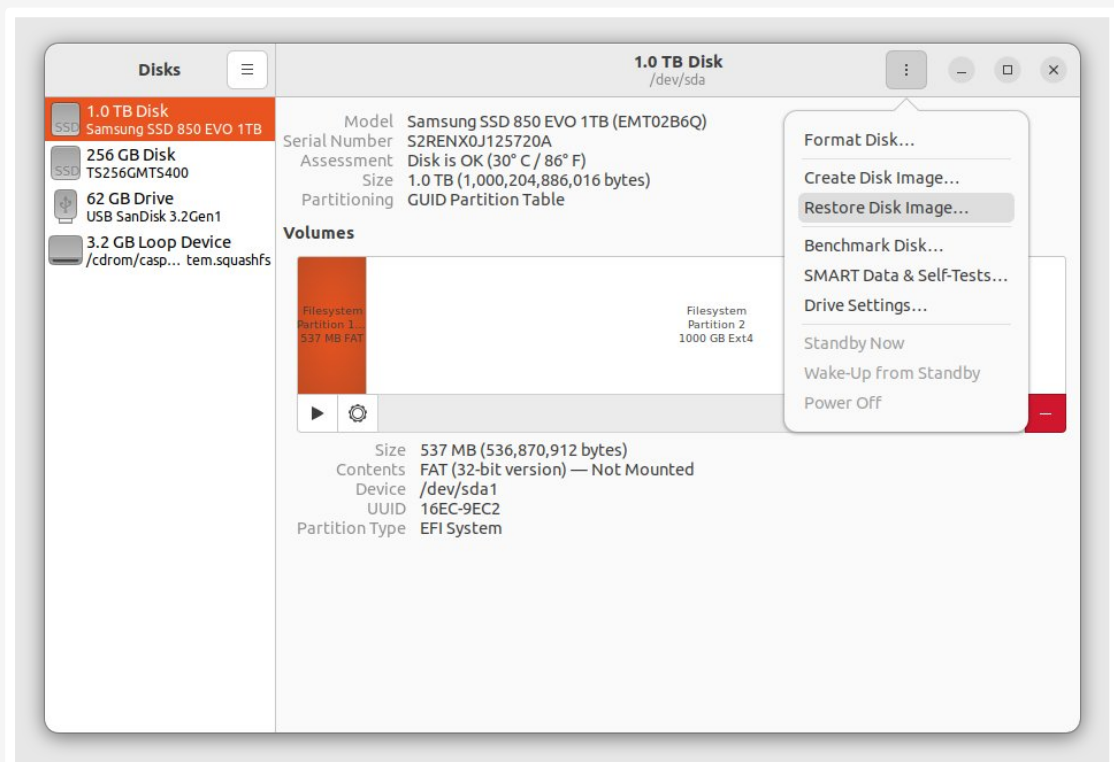 Disks
1.0 TB Disk
/dev/sda
1.0 TB Disk
SSD
Samsung SSD 850 EVO 1TB
256 GB Disk
SSD
TS256GMTS400
62 GB Drive
USB SanDisk 3.2Gen1
3.2 GB Loop Device
/cdrom/casp... tem.squashfs
Model Samsung SSD 850 EVO 1TB (EMT02B6Q)
Serial Number S2RENX0J125720A
Assessment Disk is OK (30° C / 86° F)
Size 1.0 TB (1,000,204,886,016 bytes)
Partitioning GUID Partition Table
Volumes
Filesystem
Partition 1...
537 MB FAT
Filesystem
Partition 2
1000 GB Ext4
Size 537 MB (536,870,912 bytes)
Contents FAT (32-bit version) — Not Mounted
Device /dev/sda1
UUID 16EC-9EC2
Partition Type EFI System
Format Disk...
Create Disk Image...
Restore Disk Image...
Benchmark Disk...
SMART Data & Self-Tests...
Drive Settings...
Standby Now
Wake-Up from Standby
Power Off